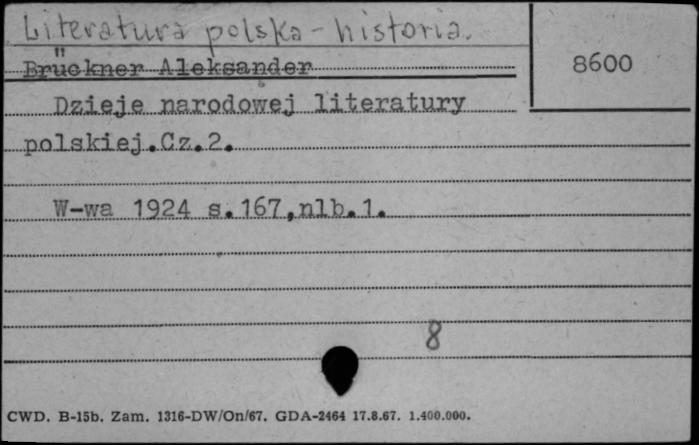 Literatura polska - historia.
8600
Brückner Aleksander
Dzieje narodowej literatury
polskiej.Cz.2.
W-wa 1924 s.167,nlb.1.
8
CWD. B-15b. Zam. 1316-DW/On/67. GDA-2464 17.8.67. 1.400.000.